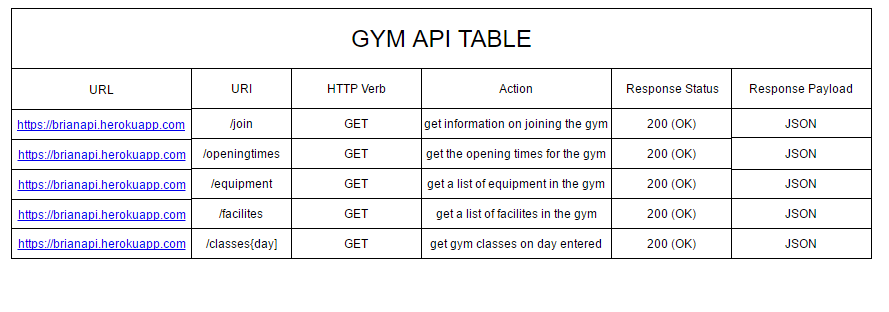 GYM API TABLE
URL URI HTTP Verb Action Response Status Response Payload
https://brianapi.herokuapp.com /join GET get information on joining the gym 200 (OK) JSON
https://brianapi.herokuapp.com /openingtimes GET get the opening times for the gym 200 (OK) JSON
https://brianapi.herokuapp.com /equipment GET get a list of equipment in the gym 200 (OK) JSON
https://brianapi.herokuapp.com /facilites GET get a list of facilites in the gym 200 (OK) JSON
https://brianapi.herokuapp.com /classes{day] GET get gym classes on day entered 200 (OK) JSON